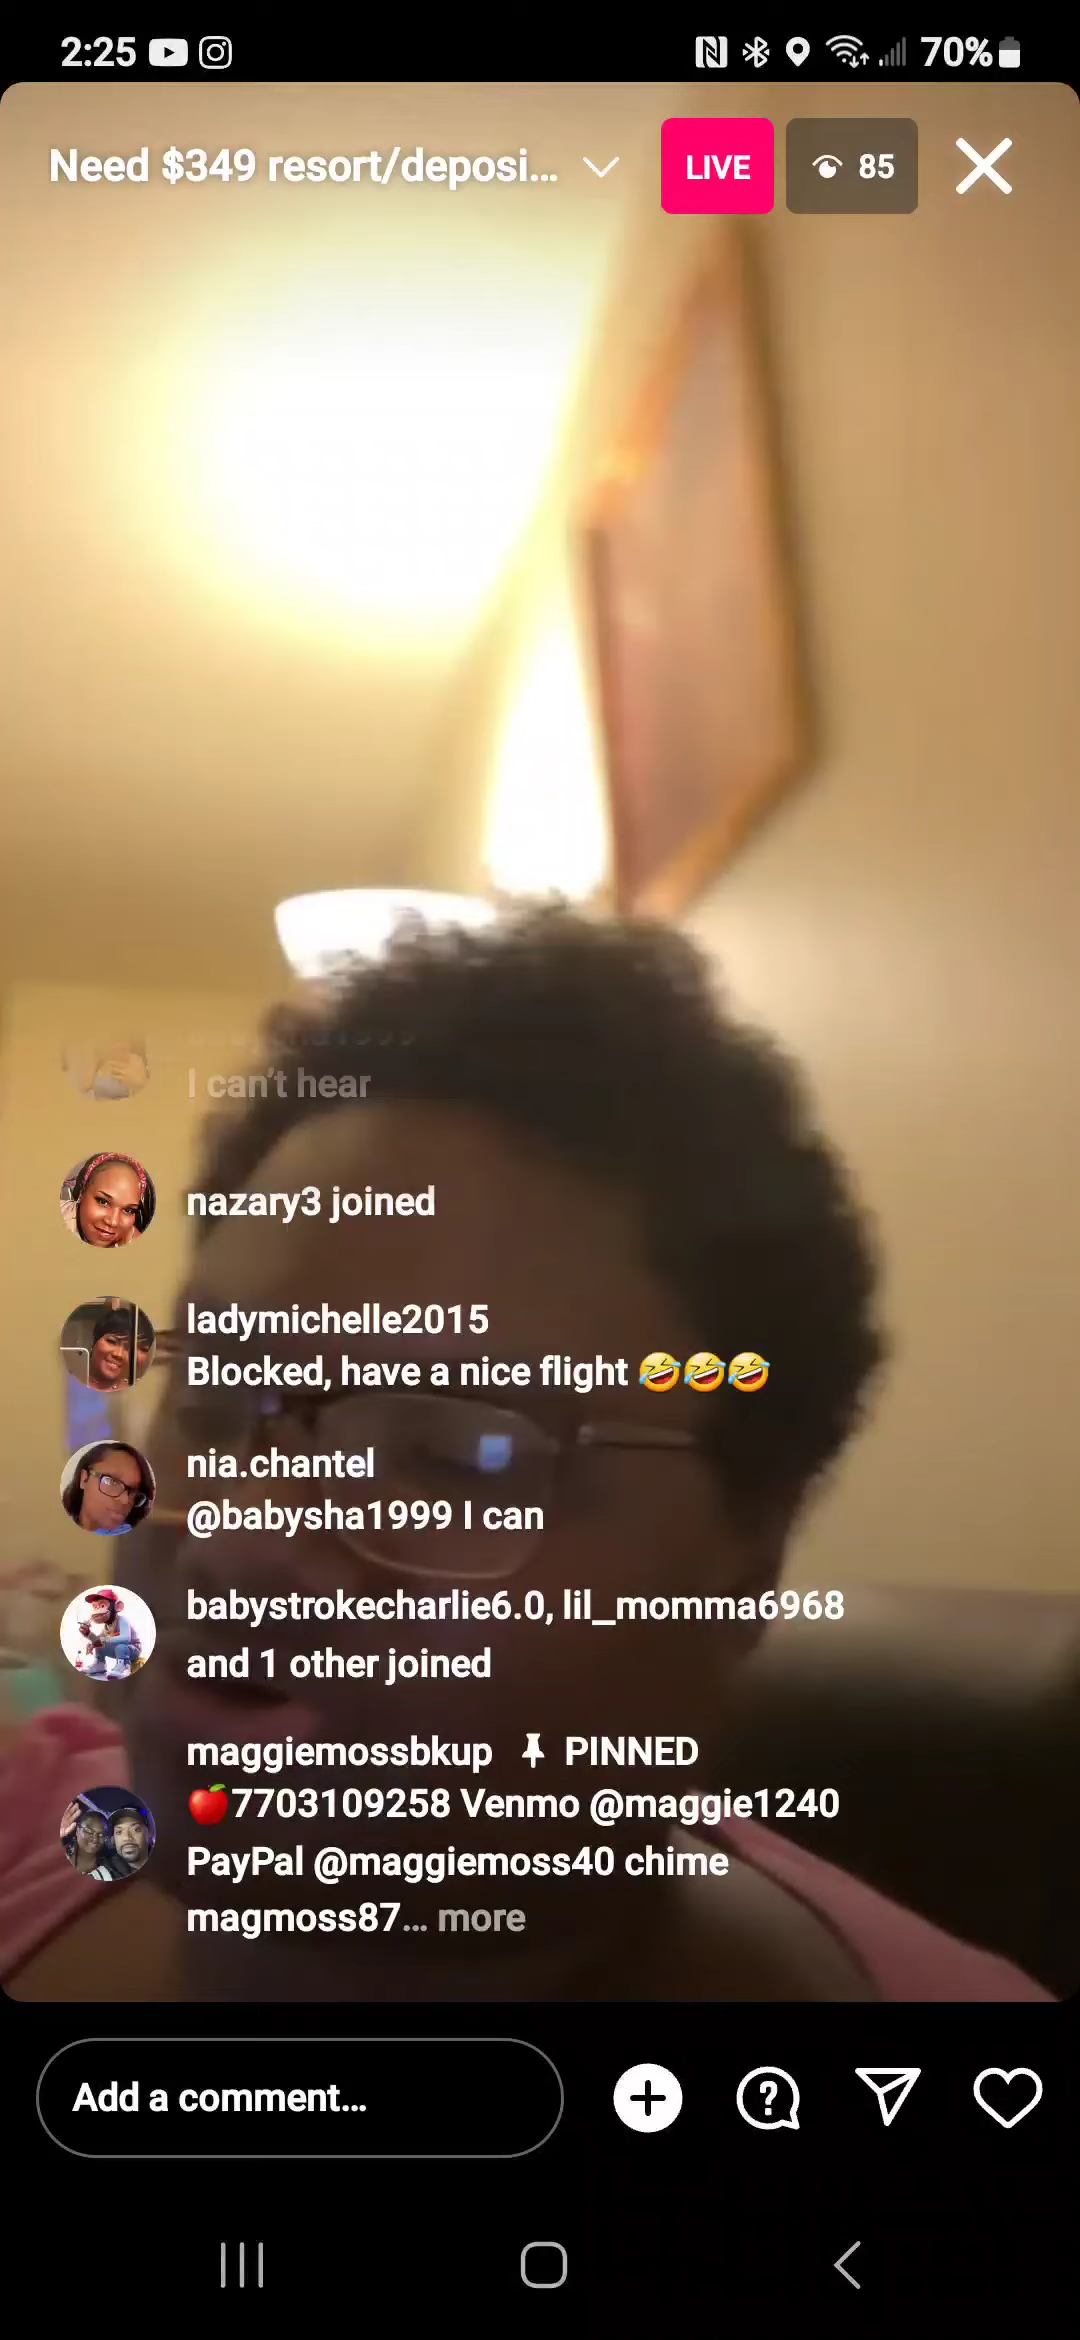 2:25
70%
Need $349 resort/deposi...
LIVE
85
babysha1999
I can't hear
nazary3 joined
ladymichelle2015
Blocked, have a nice flight 🤣🤣🤣
nia.chantel
@babysha1999 I can
babystrokecharlie6.0, lil_momma6968
and 1 other joined
maggiemossbkup 📌 PINNED
🍎7703109258 Venmo @maggie1240
PayPal @maggiemoss40 chime
magmoss87... more
Add a comment...